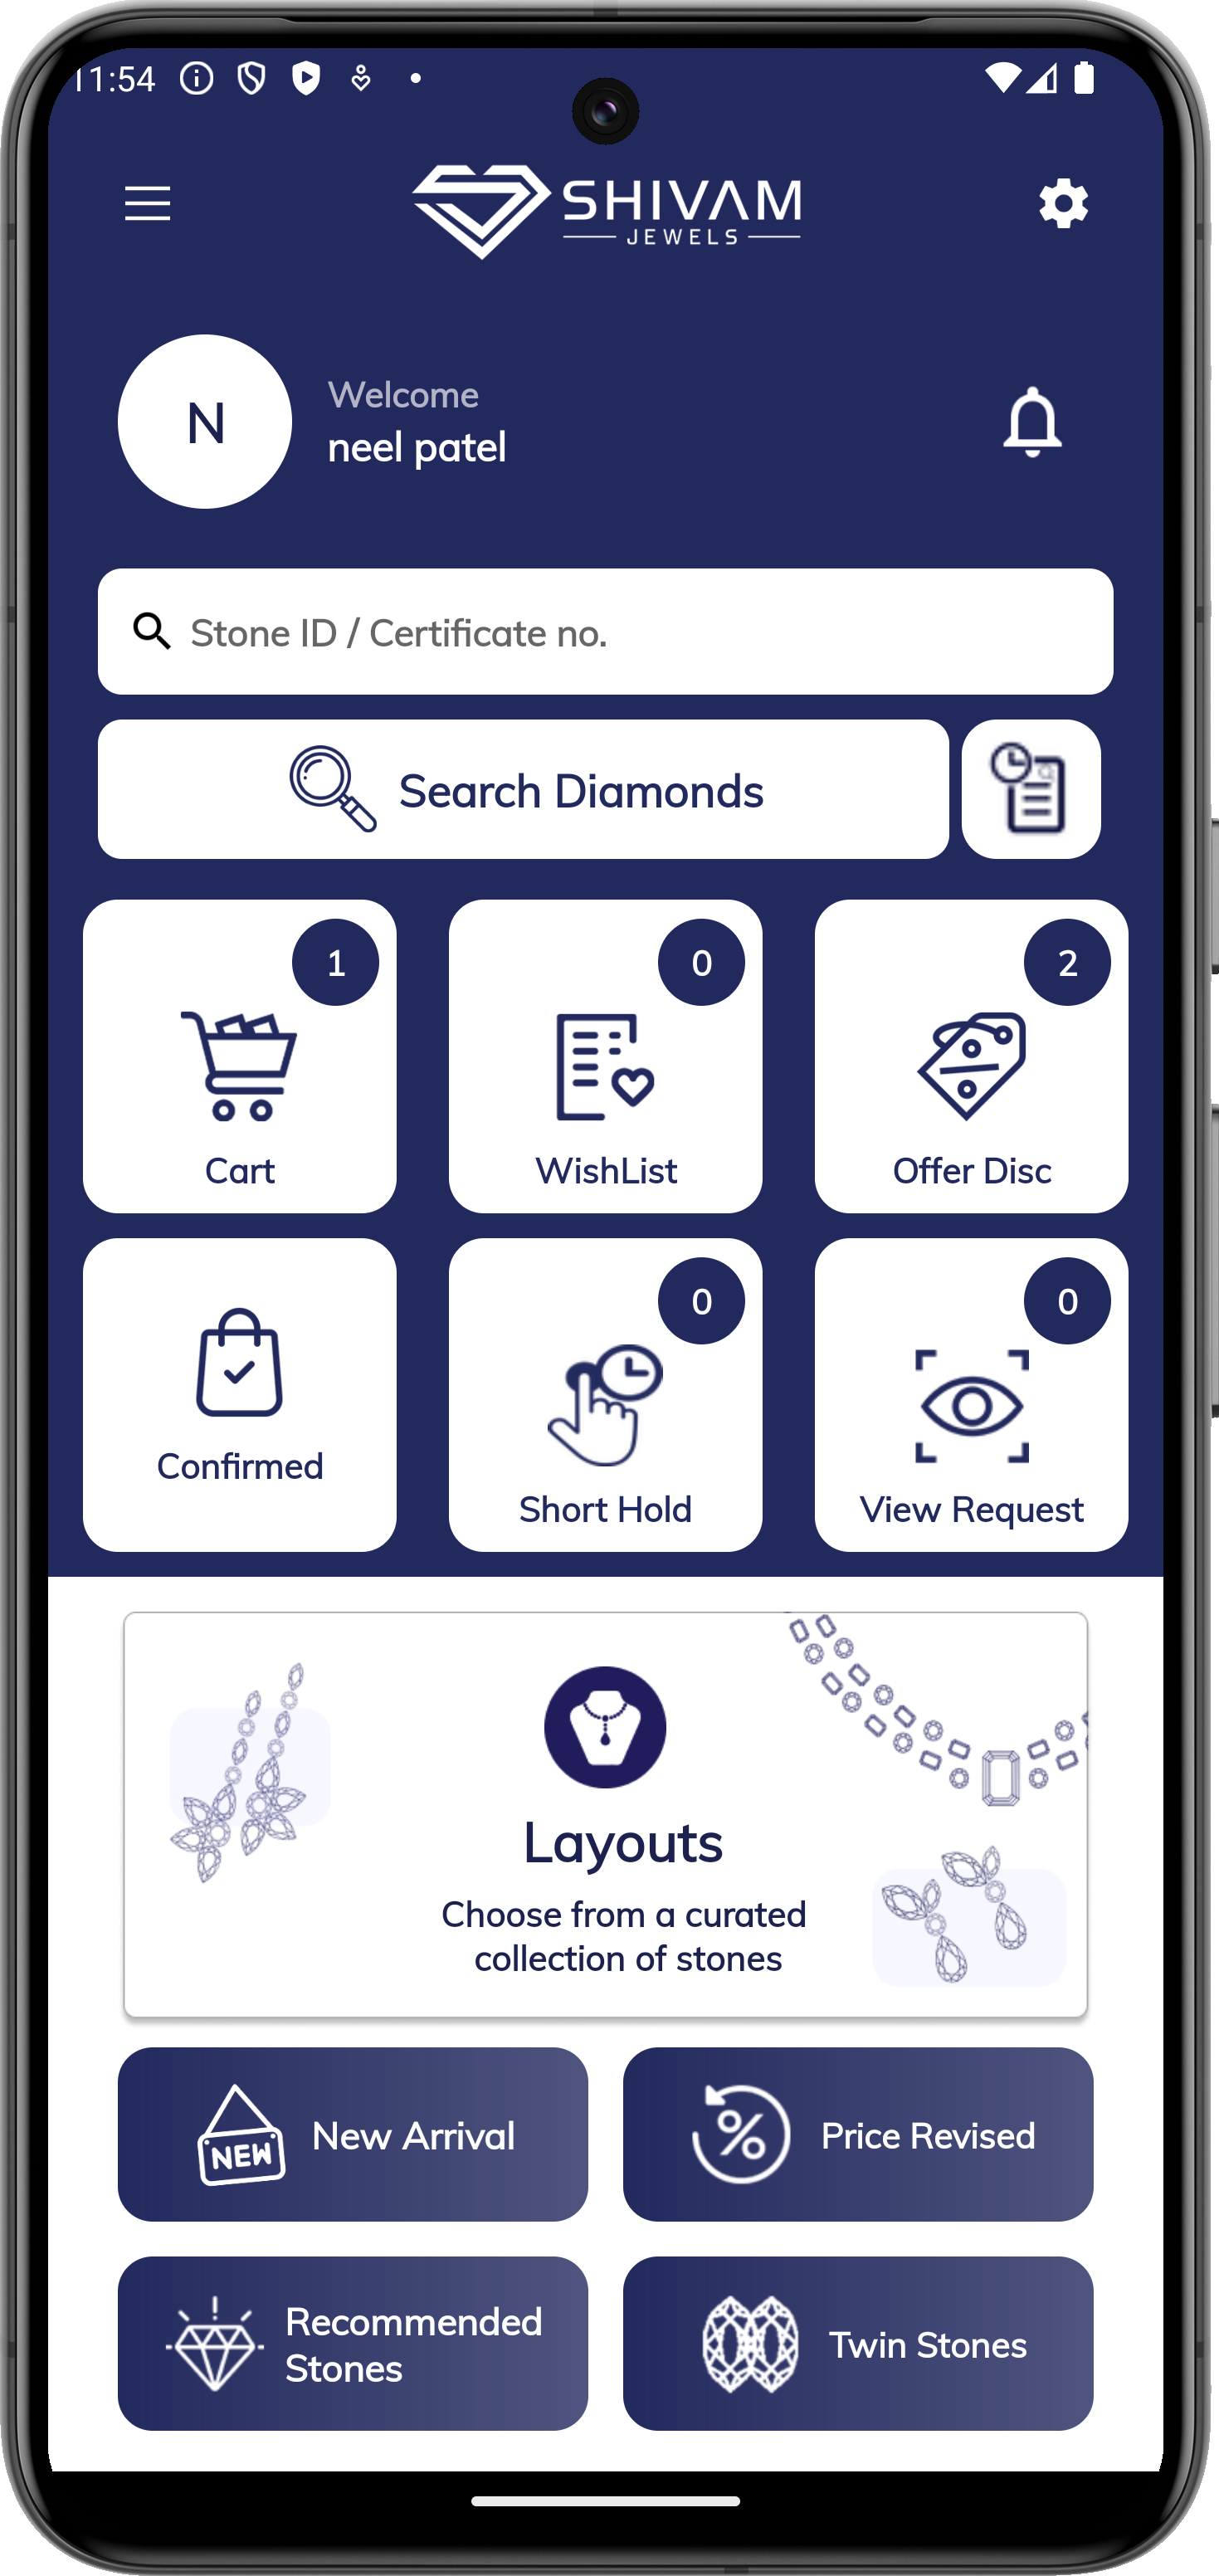 11:54
SHIVAM
JEWELS
N
Welcome
neel patel
Stone ID / Certificate no.
Search Diamonds
1
0
2
Cart
WishList
Offer Disc
0
0
Confirmed
Short Hold
View Request
Layouts
Choose from a curated
collection of stones
NEW
New Arrival
%
Price Revised
Recommended
Stones
Twin Stones